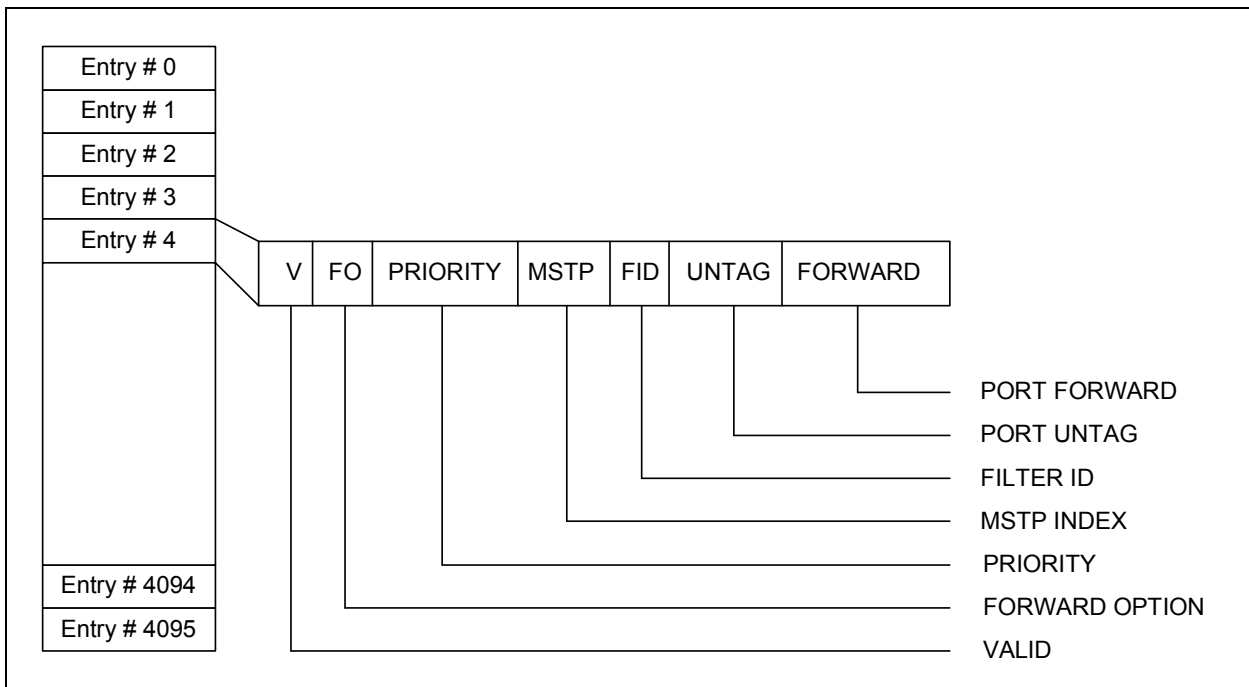 Entry # 0
Entry # 1
Entry # 2
Entry # 3
Entry # 4
V FO PRIORITY MSTP FID UNTAG FORWARD
PORT FORWARD
PORT UNTAG
FILTER ID
MSTP INDEX
PRIORITY
FORWARD OPTION
VALID
Entry # 4094
Entry # 4095